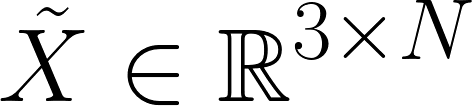 X̃ ∈ ℝ^{3×N}